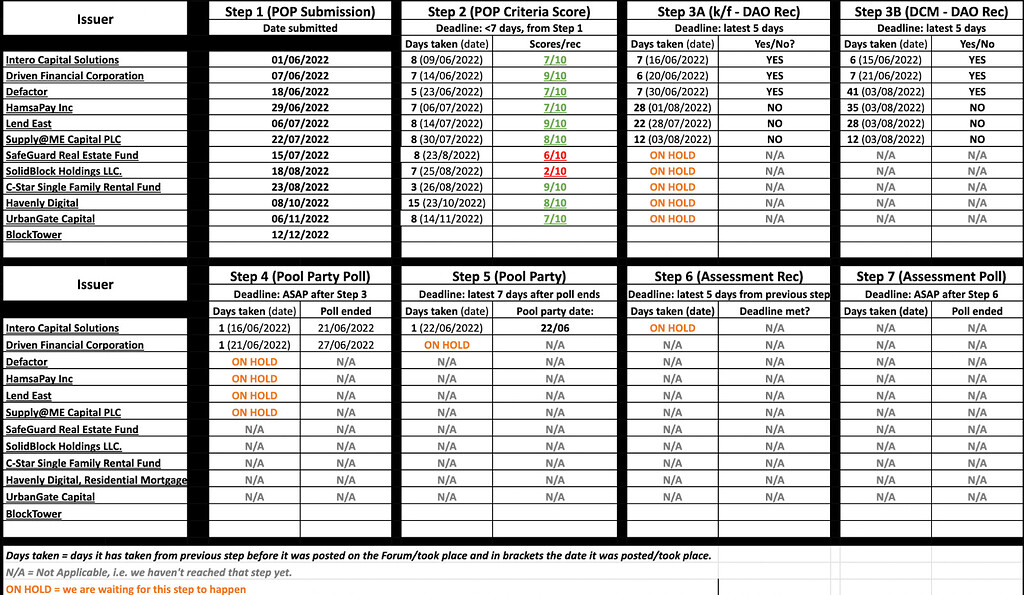 Issuer Step 1 (POP Submission) Step 2 (POP Criteria Score) Step 3A (k/f - DAO Rec) Step 3B (DCM - DAO Rec)
Date submitted Deadline: <7 days, from Step 1 Deadline: latest 5 days Deadline: latest 5 days
Days taken (date) Scores/rec Days taken (date) Yes/No? Days taken (date) Yes/No
Intero Capital Solutions 01/06/2022 8 (09/06/2022) 7/10 7 (16/06/2022) YES 6 (15/06/2022) YES
Driven Financial Corporation 07/06/2022 7 (14/06/2022) 9/10 6 (20/06/2022) YES 7 (21/06/2022) YES
Defactor 18/06/2022 5 (23/06/2022) 7/10 7 (30/06/2022) YES 41 (03/08/2022) YES
HamsaPay Inc 29/06/2022 7 (06/07/2022) 7/10 28 (01/08/2022) NO 35 (03/08/2022) NO
Lend East 06/07/2022 8 (14/07/2022) 9/10 22 (28/07/2022) NO 28 (03/08/2022) NO
Supply@ME Capital PLC 22/07/2022 8 (30/07/2022) 8/10 12 (03/08/2022) NO 12 (03/08/2022) NO
SafeGuard Real Estate Fund 15/07/2022 8 (23/8/2022) 6/10 ON HOLD N/A N/A N/A
SolidBlock Holdings LLC. 18/08/2022 7 (25/08/2022) 2/10 ON HOLD N/A N/A N/A
C-Star Single Family Rental Fund 23/08/2022 3 (26/08/2022) 9/10 ON HOLD N/A N/A N/A
Havenly Digital 08/10/2022 15 (23/10/2022) 8/10 ON HOLD N/A N/A N/A
UrbanGate Capital 06/11/2022 8 (14/11/2022) 7/10 ON HOLD N/A N/A N/A
BlockTower 12/12/2022
Issuer Step 4 (Pool Party Poll) Step 5 (Pool Party) Step 6 (Assessment Rec) Step 7 (Assessment Poll)
Deadline: ASAP after Step 3 Deadline: latest 7 days after poll ends Deadline: latest 5 days from previous step Deadline: ASAP after Step 6
Days taken (date) Poll ended Days taken (date) Pool party date: Days taken (date) Deadline met? Days taken (date) Poll ended
Intero Capital Solutions 1 (16/06/2022) 21/06/2022 1 (22/06/2022) 22/06 ON HOLD N/A N/A N/A
Driven Financial Corporation 1 (21/06/2022) 27/06/2022 ON HOLD N/A N/A N/A N/A N/A
Defactor ON HOLD N/A N/A N/A N/A N/A N/A N/A
HamsaPay Inc ON HOLD N/A N/A N/A N/A N/A N/A N/A
Lend East ON HOLD N/A N/A N/A N/A N/A N/A N/A
Supply@ME Capital PLC ON HOLD N/A N/A N/A N/A N/A N/A N/A
SafeGuard Real Estate Fund N/A N/A N/A N/A N/A N/A N/A N/A
SolidBlock Holdings LLC. N/A N/A N/A N/A N/A N/A N/A N/A
C-Star Single Family Rental Fund N/A N/A N/A N/A N/A N/A N/A N/A
Havenly Digital, Residential Mortgage N/A N/A N/A N/A N/A N/A N/A N/A
UrbanGate Capital N/A N/A N/A N/A N/A N/A N/A N/A
BlockTower
Days taken = days it has taken from previous step before it was posted on the Forum/took place and in brackets the date it was posted/took place.
N/A = Not Applicable, i.e. we haven't reached that step yet.
ON HOLD = we are waiting for this step to happen